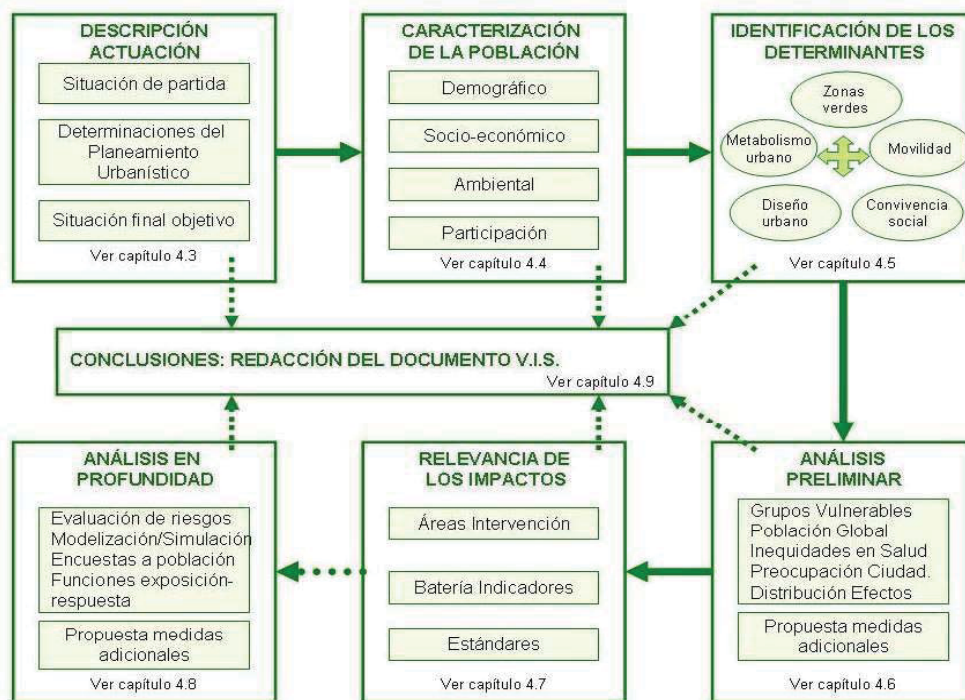 DESCRIPCIÓN
ACTUACIÓN
Situación de partida
Determinaciones del
Planeamiento
Urbanístico
Situación final objetivo
Ver capítulo 4.3
CARACTERIZACIÓN
DE LA POBLACIÓN
Demográfico
Socio-económico
Ambiental
Participación
Ver capítulo 4.4
IDENTIFICACIÓN DE LOS
DETERMINANTES
Zonas
verdes
Metabolismo
urbano
Movilidad
Diseño
urbano
Convivencia
social
Ver capítulo 4.5
CONCLUSIONES: REDACCIÓN DEL DOCUMENTO V.I.S.
Ver capítulo 4.9
ANÁLISIS EN
PROFUNDIDAD
Evaluación de riesgos
Modelización/Simulación
Encuestas a población
Funciones exposición-
respuesta
Propuesta medidas
adicionales
Ver capítulo 4.8
RELEVANCIA DE
LOS IMPACTOS
Áreas Intervención
Batería Indicadores
Estándares
Ver capítulo 4.7
ANÁLISIS
PRELIMINAR
Grupos Vulnerables
Población Global
Inequidades en Salud
Preocupación Ciudad.
Distribución Efectos
Propuesta medidas
adicionales
Ver capítulo 4.6